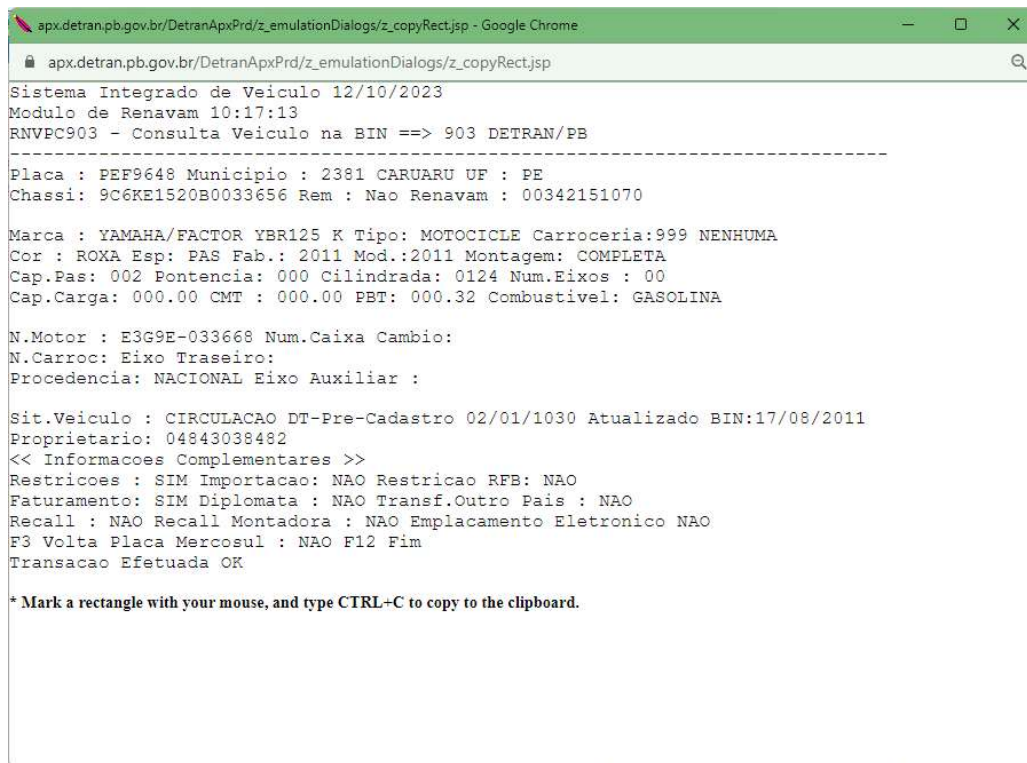 apx.detran.pb.gov.br/DetranApxPrd/z_emulationDialogs/z_copyRect.jsp - Google Chrome
apx.detran.pb.gov.br/DetranApxPrd/z_emulationDialogs/z_copyRect.jsp
Sistema Integrado de Veiculo 12/10/2023
Modulo de Renavam 10:17:13
RNVPC903 - Consulta Veiculo na BIN ==> 903 DETRAN/PB
-------------------------------------------------------------------------------
Placa : PEF9648 Municipio : 2381 CARUARU UF : PE
Chassi: 9C6KE1520B0033656 Rem : Nao Renavam : 00342151070
Marca : YAMAHA/FACTOR YBR125 K Tipo: MOTOCICLE Carroceria:999 NENHUMA
Cor : ROXA Esp: PAS Fab.: 2011 Mod.:2011 Montagem: COMPLETA
Cap.Pas: 002 Pontencia: 000 Cilindrada: 0124 Num.Eixos : 00
Cap.Carga: 000.00 CMT : 000.00 PBT: 000.32 Combustivel: GASOLINA
N.Motor : E3G9E-033668 Num.Caixa Cambio:
N.Carroc: Eixo Traseiro:
Procedencia: NACIONAL Eixo Auxiliar :
Sit.Veiculo : CIRCULACAO DT-Pre-Cadastro 02/01/1030 Atualizado BIN:17/08/2011
Proprietario: 04843038482
<< Informacoes Complementares >>
Restricoes : SIM Importacao: NAO Restricao RFB: NAO
Faturamento: SIM Diplomata : NAO Transf.Outro Pais : NAO
Recall : NAO Recall Montadora : NAO Emplacamento Eletronico NAO
F3 Volta Placa Mercosul : NAO F12 Fim
Transacao Efetuada OK
* Mark a rectangle with your mouse, and type CTRL+C to copy to the clipboard.